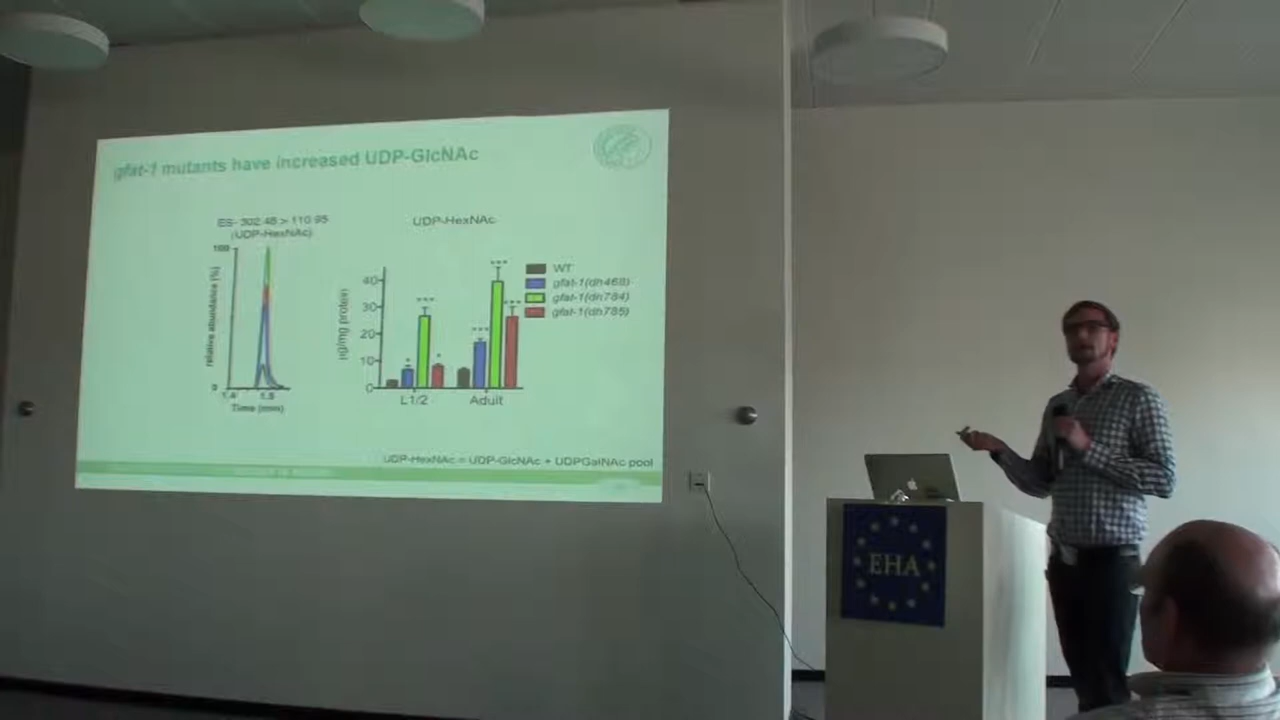 gfat-1 mutants have increased UDP-GlcNAc
ES- 302.48 > 110.95
(UDP-HexNAc)
100
relative abundance (%)
0
1.4
1.5
Time (min)
UDP-HexNAc
40
30
20
10
0
µg/mg protein
***
*
*
***
***
***
L1/2
Adult
WT
gfat-1(dh468)
gfat-1(dh784)
gfat-1(dh785)
UDP-HexNAc = UDP-GlcNAc + UDPGalNAc pool
EHA